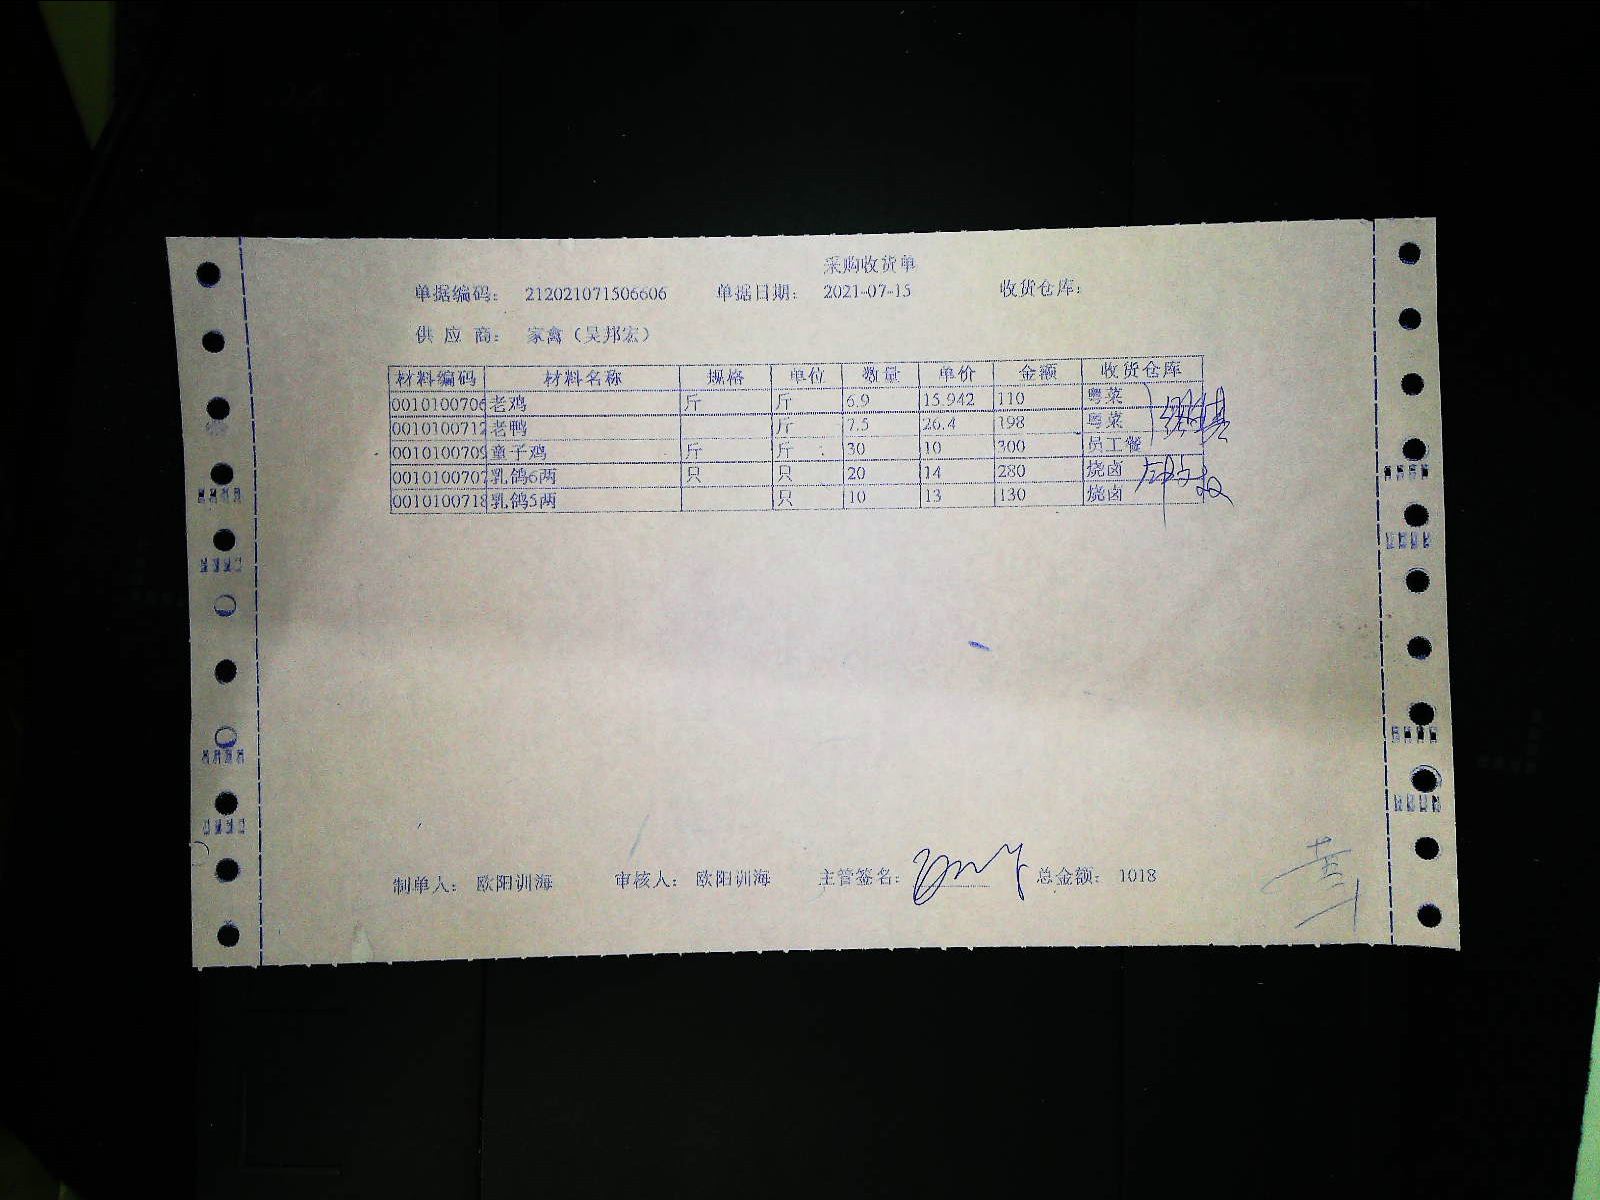 采购收货单
单据编码： 212021071506606 单据日期： 2021-07-15 收货仓库：
供 应 商： 家禽（吴邦宏）
材料编码 材料名称 规格 单位 数量 单价 金额 收货仓库
0010100706 老鸡 斤 斤 6.9 15.942 110 粤菜
0010100712 老鸭 斤 7.5 26.4 198 粤菜
0010100709 童子鸡 斤 斤 30 10 300 员工餐
0010100707 乳鸽6两 只 只 20 14 280 烧卤
0010100718 乳鸽5两 只 10 13 130 烧卤
制单人： 欧阳训海 审核人： 欧阳训海 主管签名： 总金额： 1018